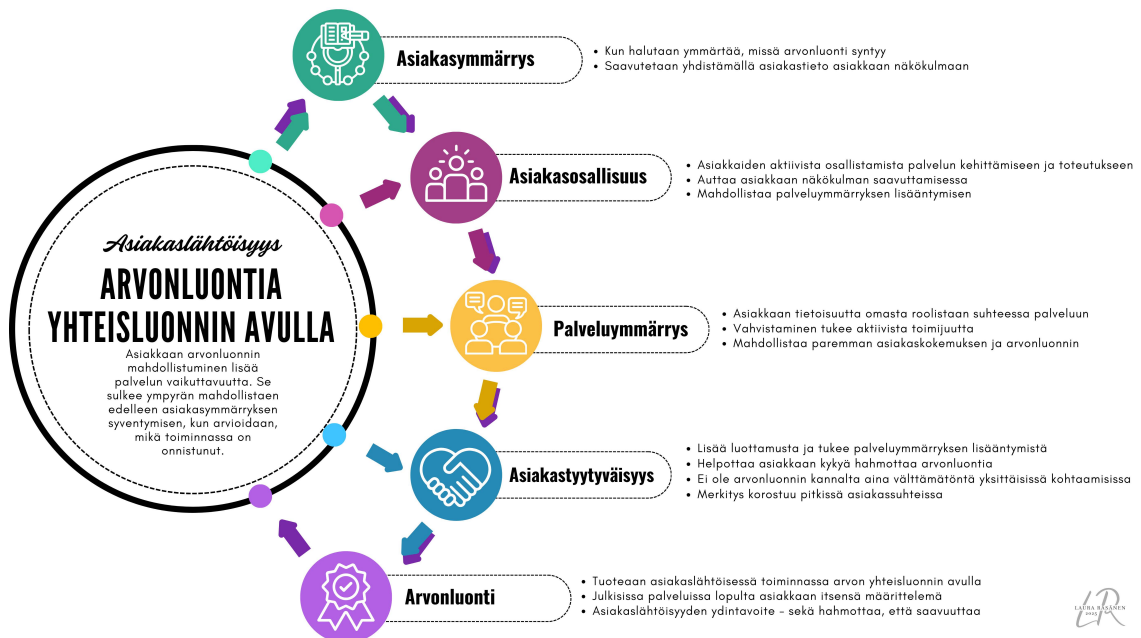 Asiakasymmärrys
• Kun halutaan ymmärtää, missä arvonluonti syntyy
• Saavutetaan yhdistämällä asiakastieto asiakkaan näkökulmaan
Asiakasosallisuus
• Asiakkaiden aktiivista osallistamista palvelun kehittämiseen ja toteutukseen
• Auttaa asiakkaan näkökulman saavuttamisessa
• Mahdollistaa palveluymmärryksen lisääntymisen
Asiakaslähtöisyys
ARVONLUONTIA
YHTEISLUONNIN AVULLA
Asiakkaan arvonluonnin
mahdollistuminen lisää
palvelun vaikuttavuutta. Se
sulkee ympyrän mahdollistaen
edelleen asiakasymmärryksen
syventymisen, kun arvioidaan,
mikä toiminnassa on
onnistunut.
Palveluymmärrys
• Asiakkaan tietoisuutta omasta roolistaan suhteessa palveluun
• Vahvistaminen tukee aktiivista toimijuutta
• Mahdollistaa paremman asiakaskokemuksen ja arvonluonnin
Asiakastyytyväisyys
• Lisää luottamusta ja tukee palveluymmärryksen lisääntymistä
• Helpottaa asiakkaan kykyä hahmottaa arvonluontia
• Ei ole arvonluonnin kannalta aina välttämätöntä yksittäisissä kohtaamisissa
• Merkitys korostuu pitkissä asiakassuhteissa
Arvonluonti
• Tuoteaan asiakaslähtöisessä toiminnassa arvon yhteisluonnin avulla
• Julkisissa palveluissa lopulta asiakkaan itsensä määrittelemä
• Asiakaslähtöisyyden ydintavoite – sekä hahmottaa, että saavuttaa
LR
LAURA RÄSÄNEN
2025